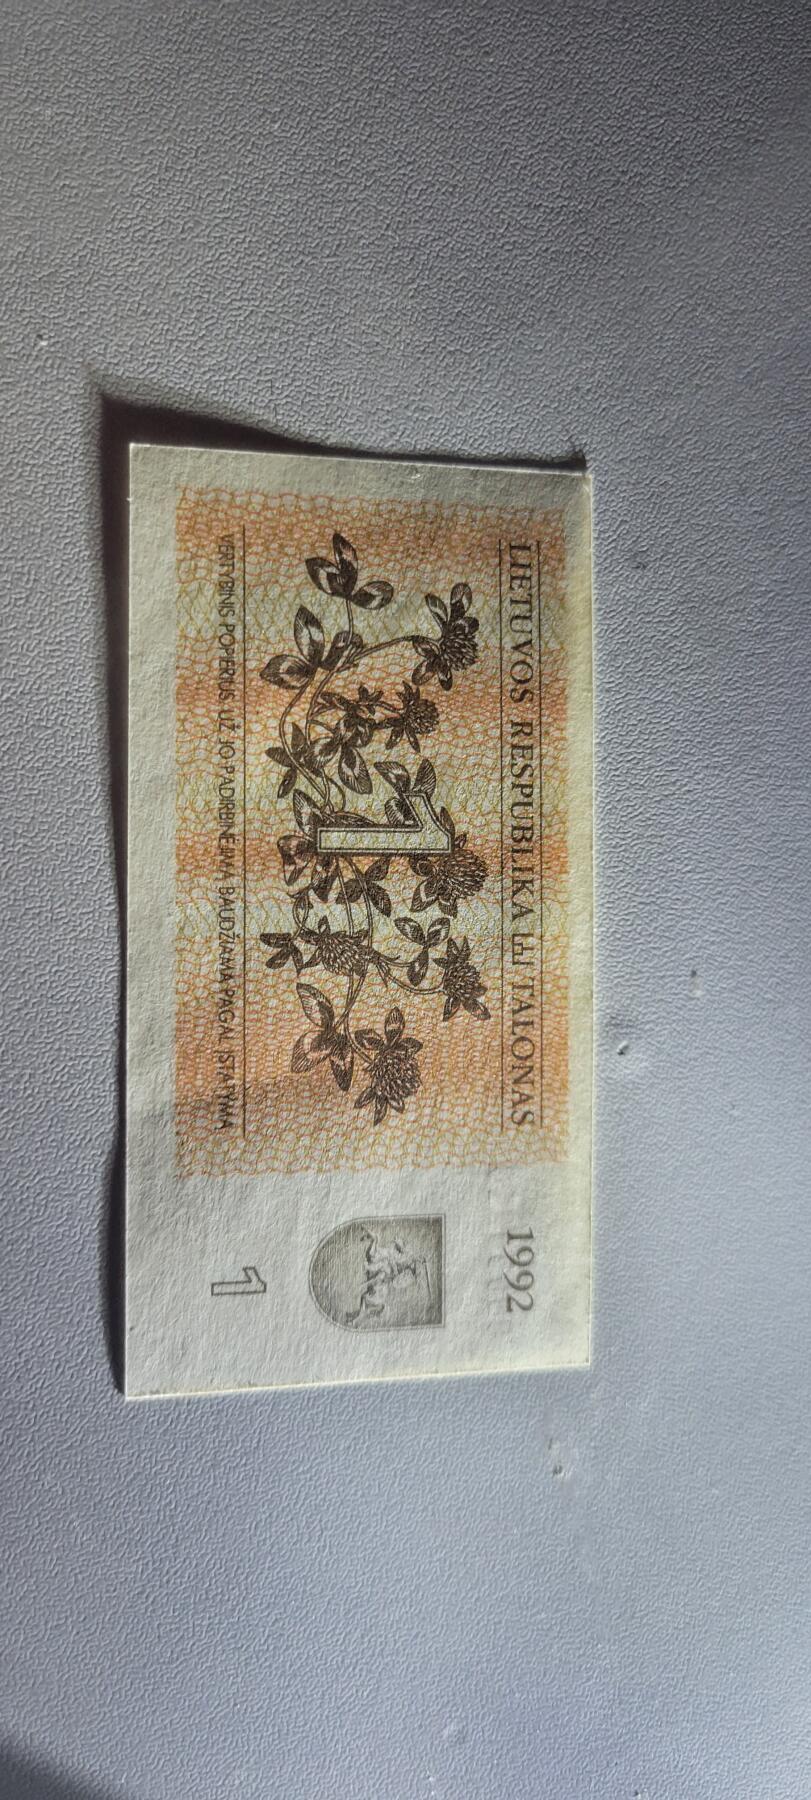 LIETUVOS RESPUBLIKA TALONAS
1992
1
VERTYBINIS POPIERIUS UŽ JO PADIRBINĖJIMĄ BAUDŽIAMA PAGAL ĮSTATYMĄ
1